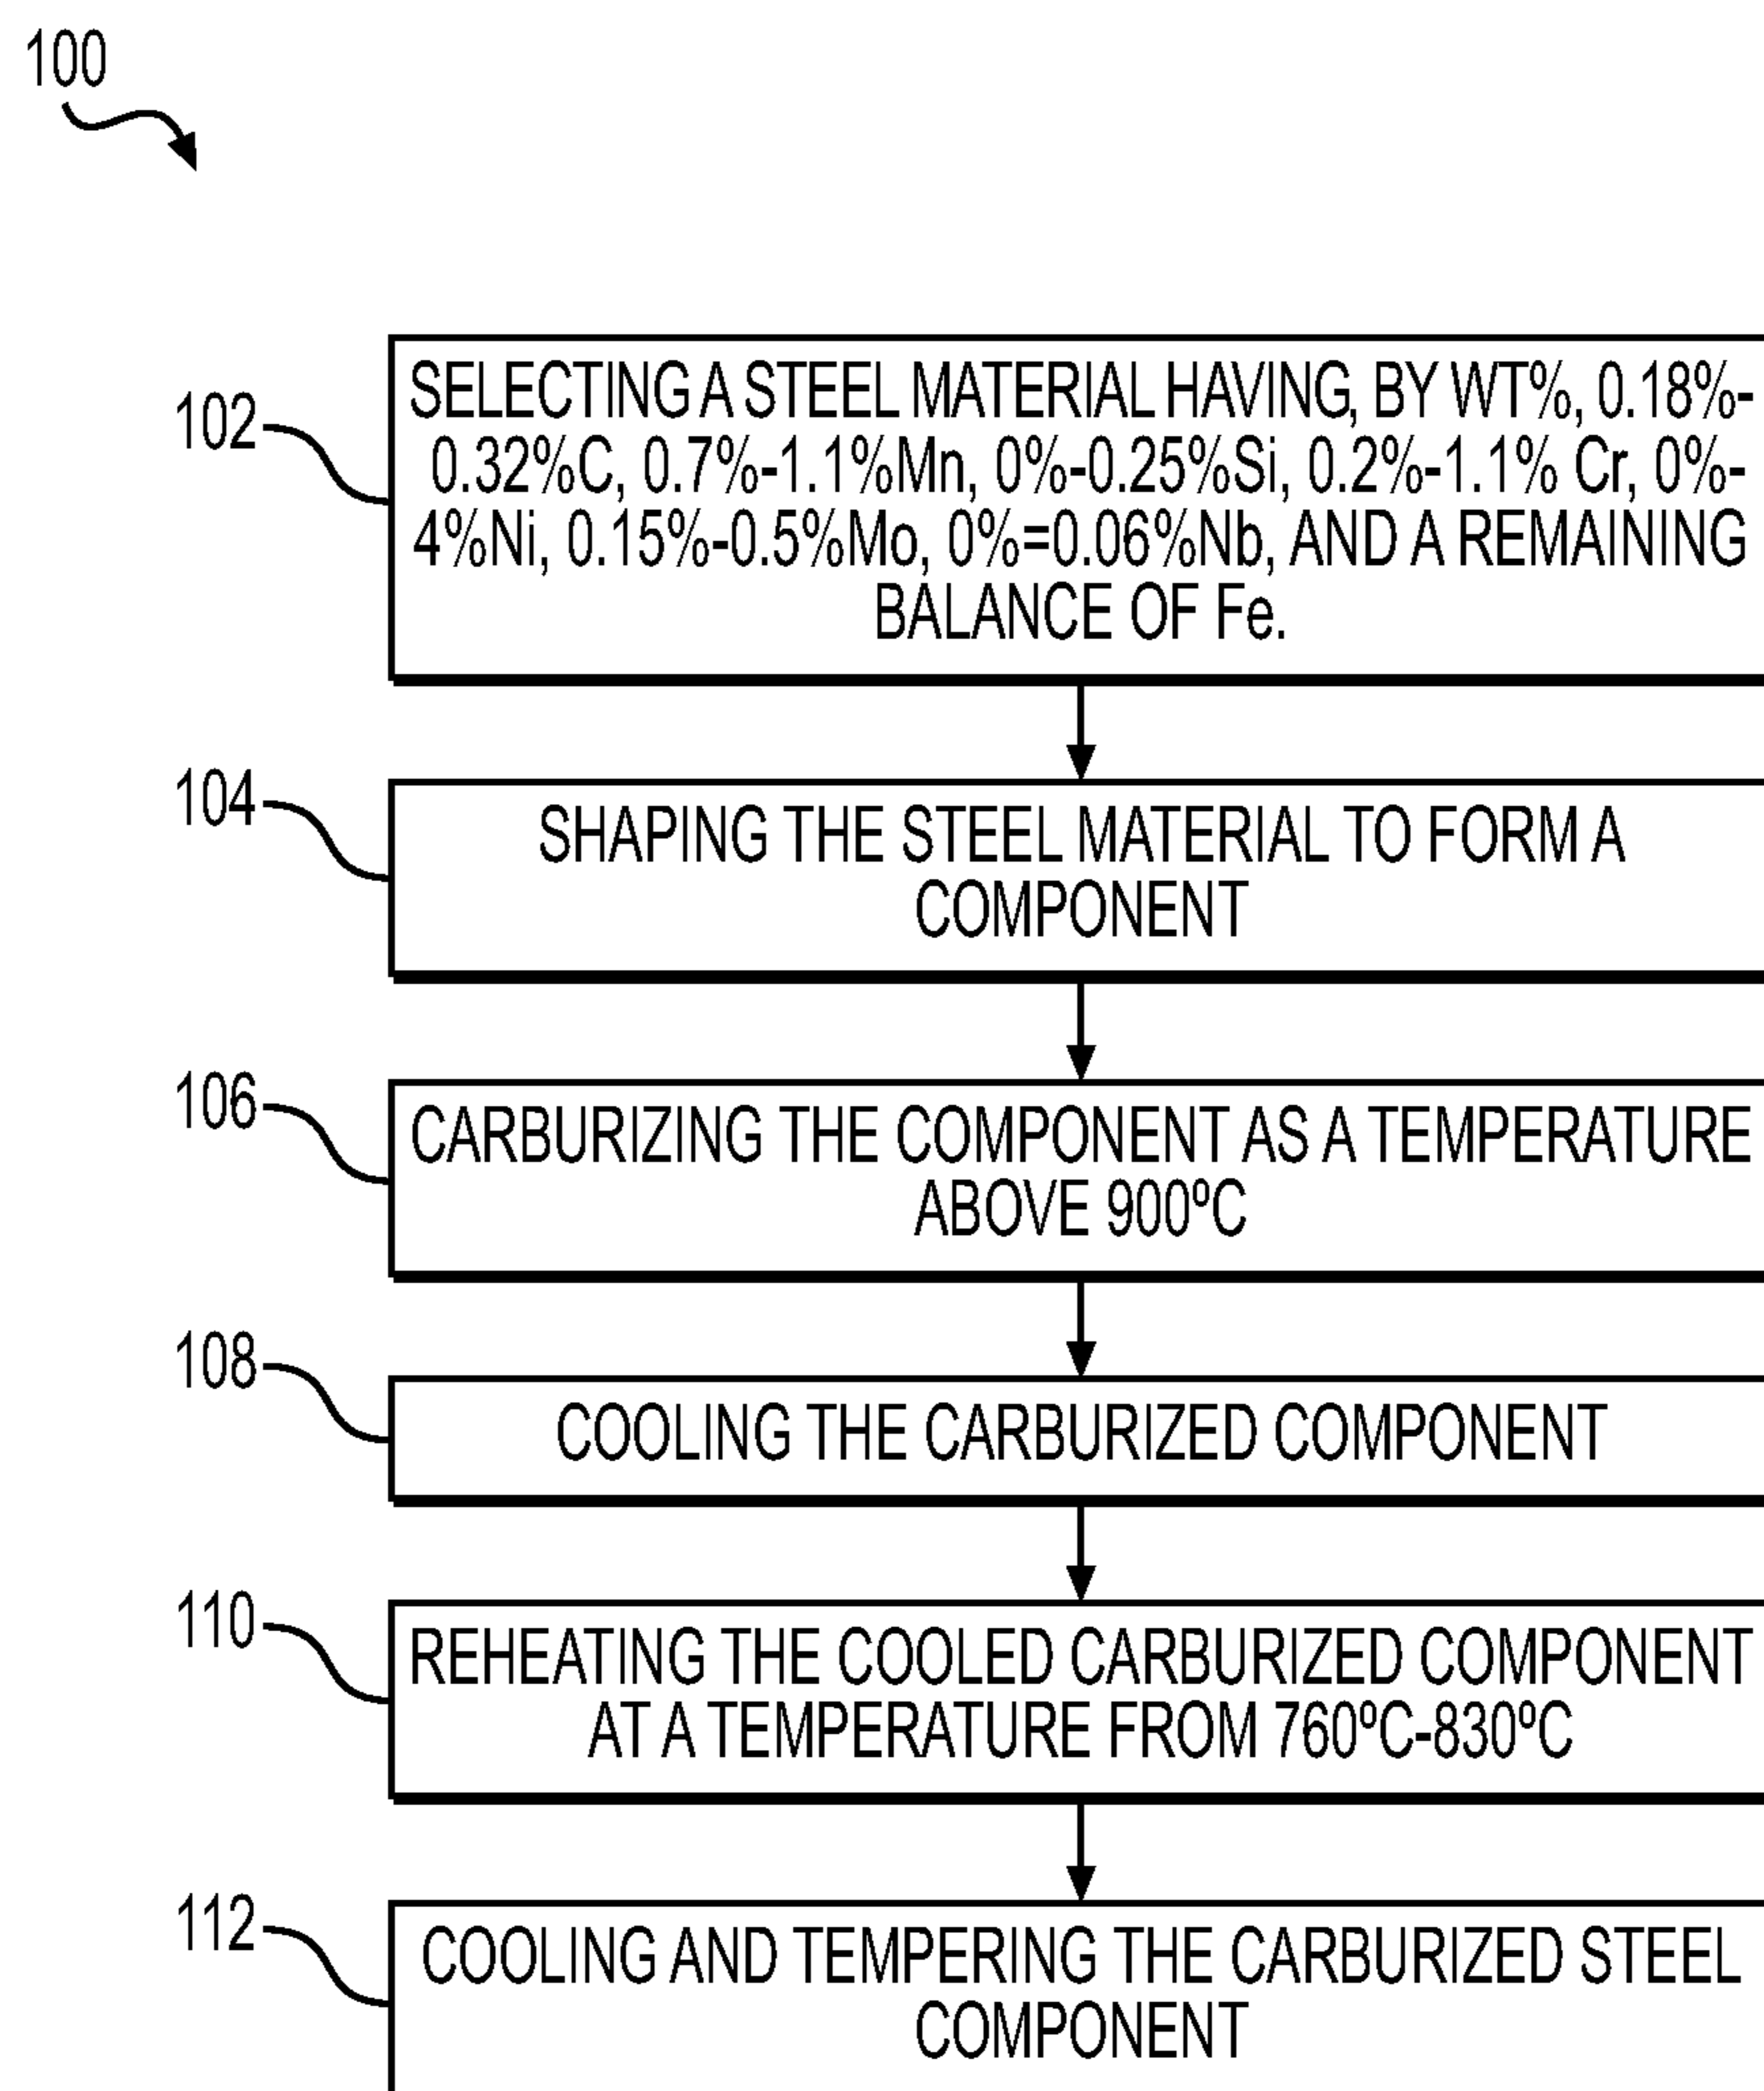 100
102
SELECTING A STEEL MATERIAL HAVING, BY WT%, 0.18%-
0.32%C, 0.7%-1.1%Mn, 0%-0.25%Si, 0.2%-1.1% Cr, 0%-
4%Ni, 0.15%-0.5%Mo, 0%=0.06%Nb, AND A REMAINING
BALANCE OF Fe.
104
SHAPING THE STEEL MATERIAL TO FORM A
COMPONENT
106
CARBURIZING THE COMPONENT AS A TEMPERATURE
ABOVE 900ºC
108
COOLING THE CARBURIZED COMPONENT
110
REHEATING THE COOLED CARBURIZED COMPONENT
AT A TEMPERATURE FROM 760ºC-830ºC
112
COOLING AND TEMPERING THE CARBURIZED STEEL
COMPONENT